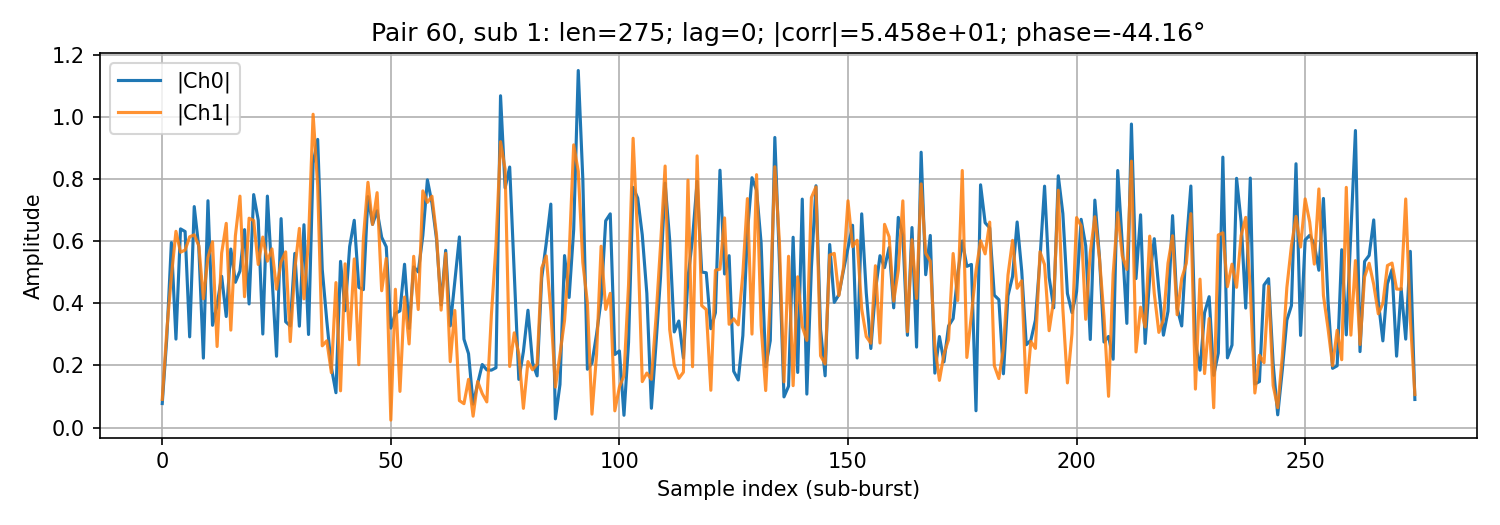 Pair 60, sub 1: len=275; lag=0; |corr|=5.458e+01; phase=-44.16°
|Ch0|
|Ch1|
Amplitude
1.2
1.0
0.8
0.6
0.4
0.2
0.0
0 50 100 150 200 250
Sample index (sub-burst)